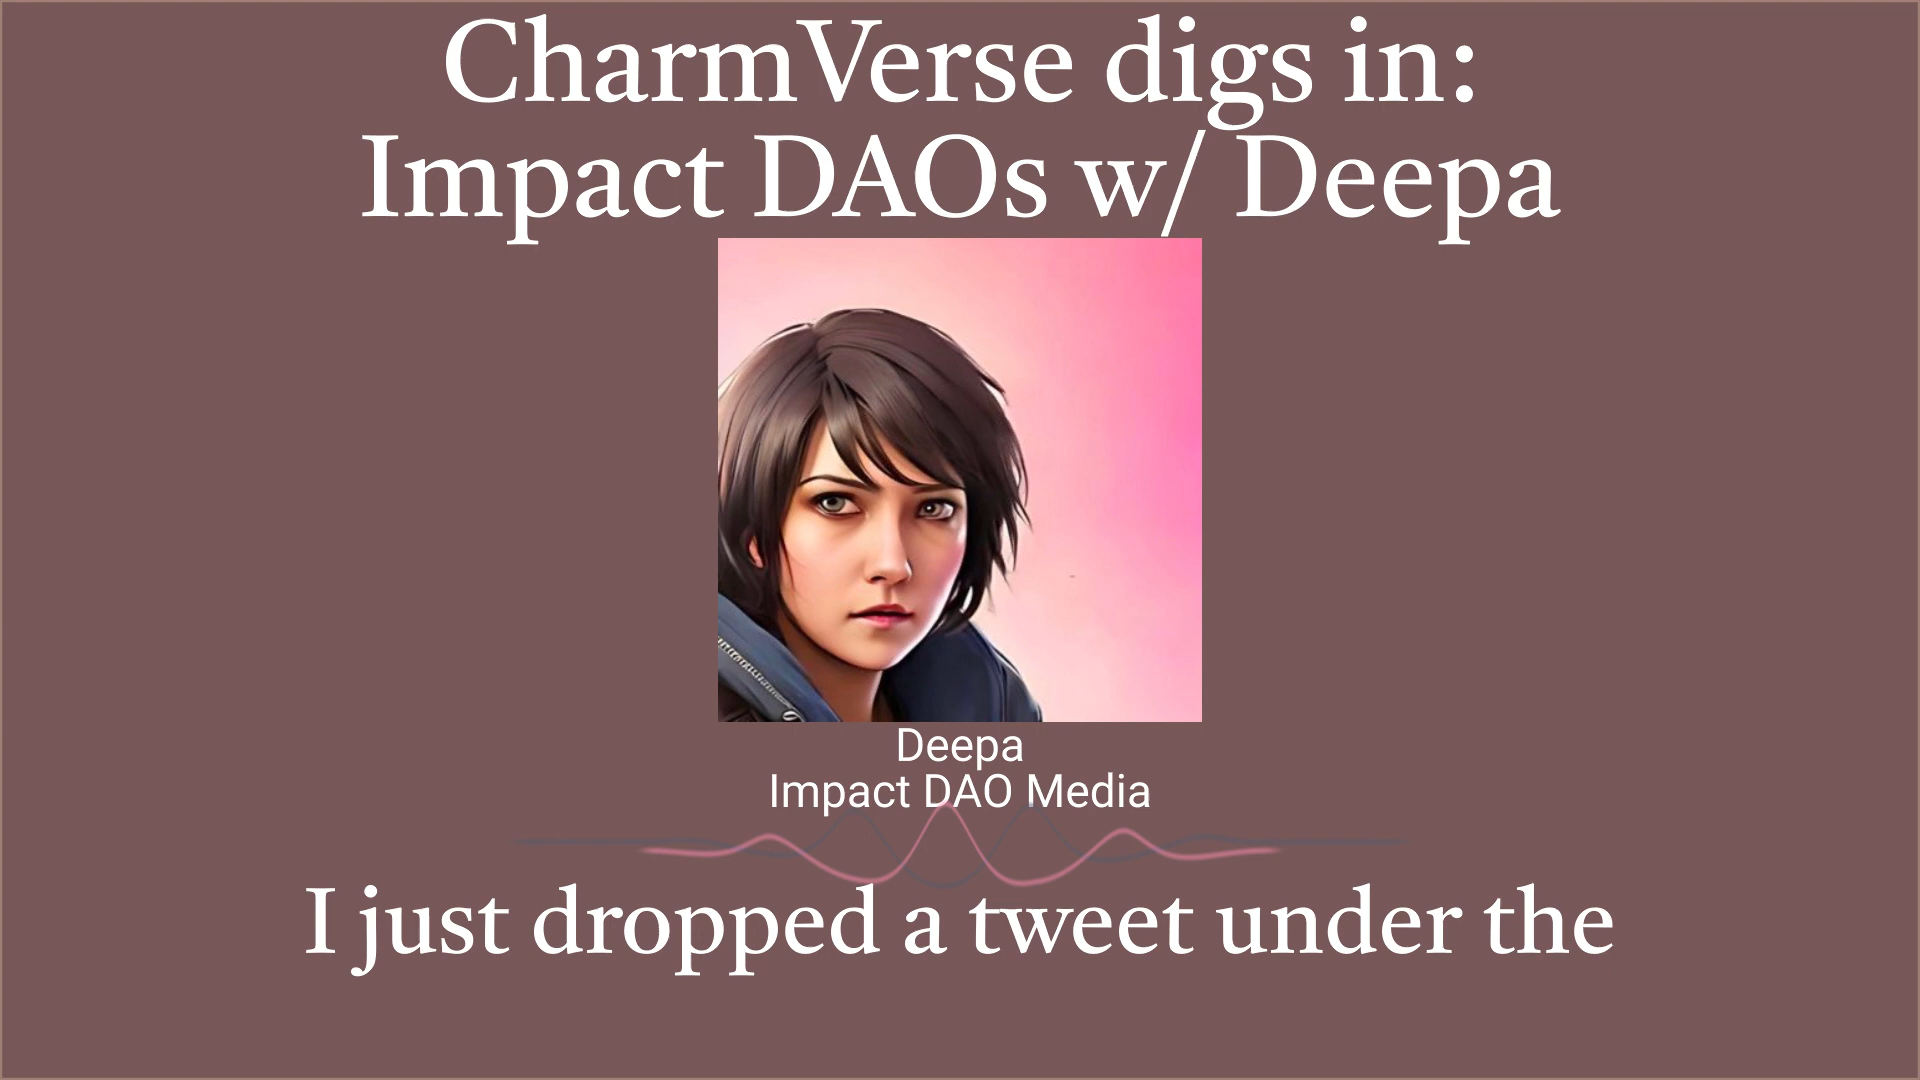 CharmVerse digs in:
Impact DAOs w/ Deepa
Deepa
Impact DAO Media
I just dropped a tweet under the